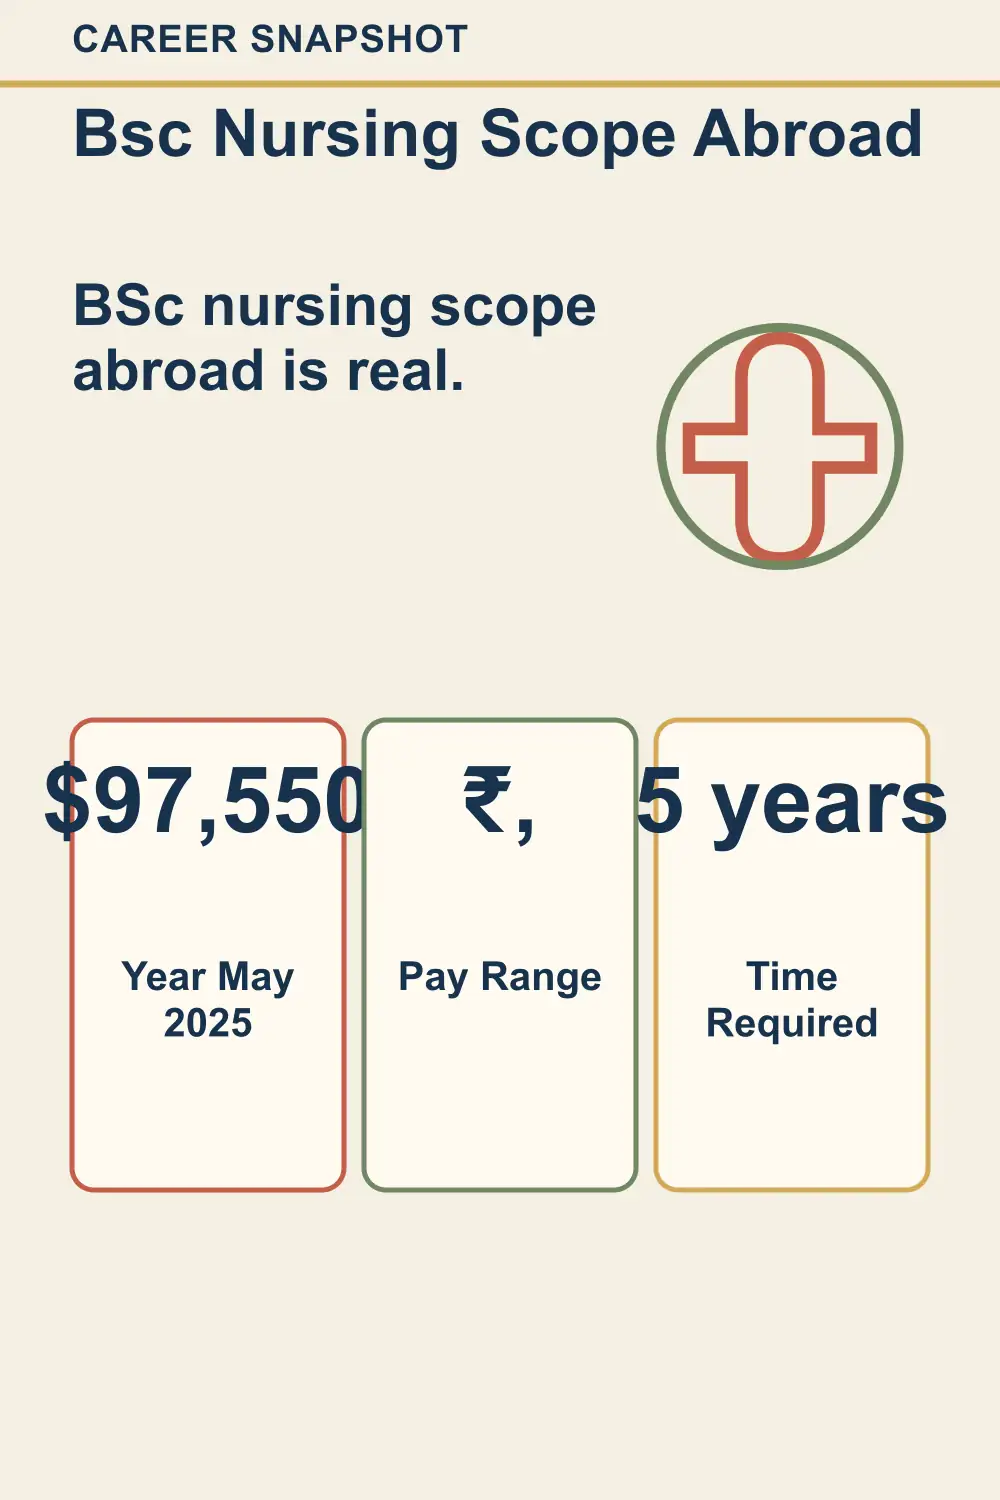 CAREER SNAPSHOT
Bsc Nursing Scope Abroad
BSc nursing scope
abroad is real.
$97,550
₹,
5 years
Year May
2025
Pay Range
Time
Required